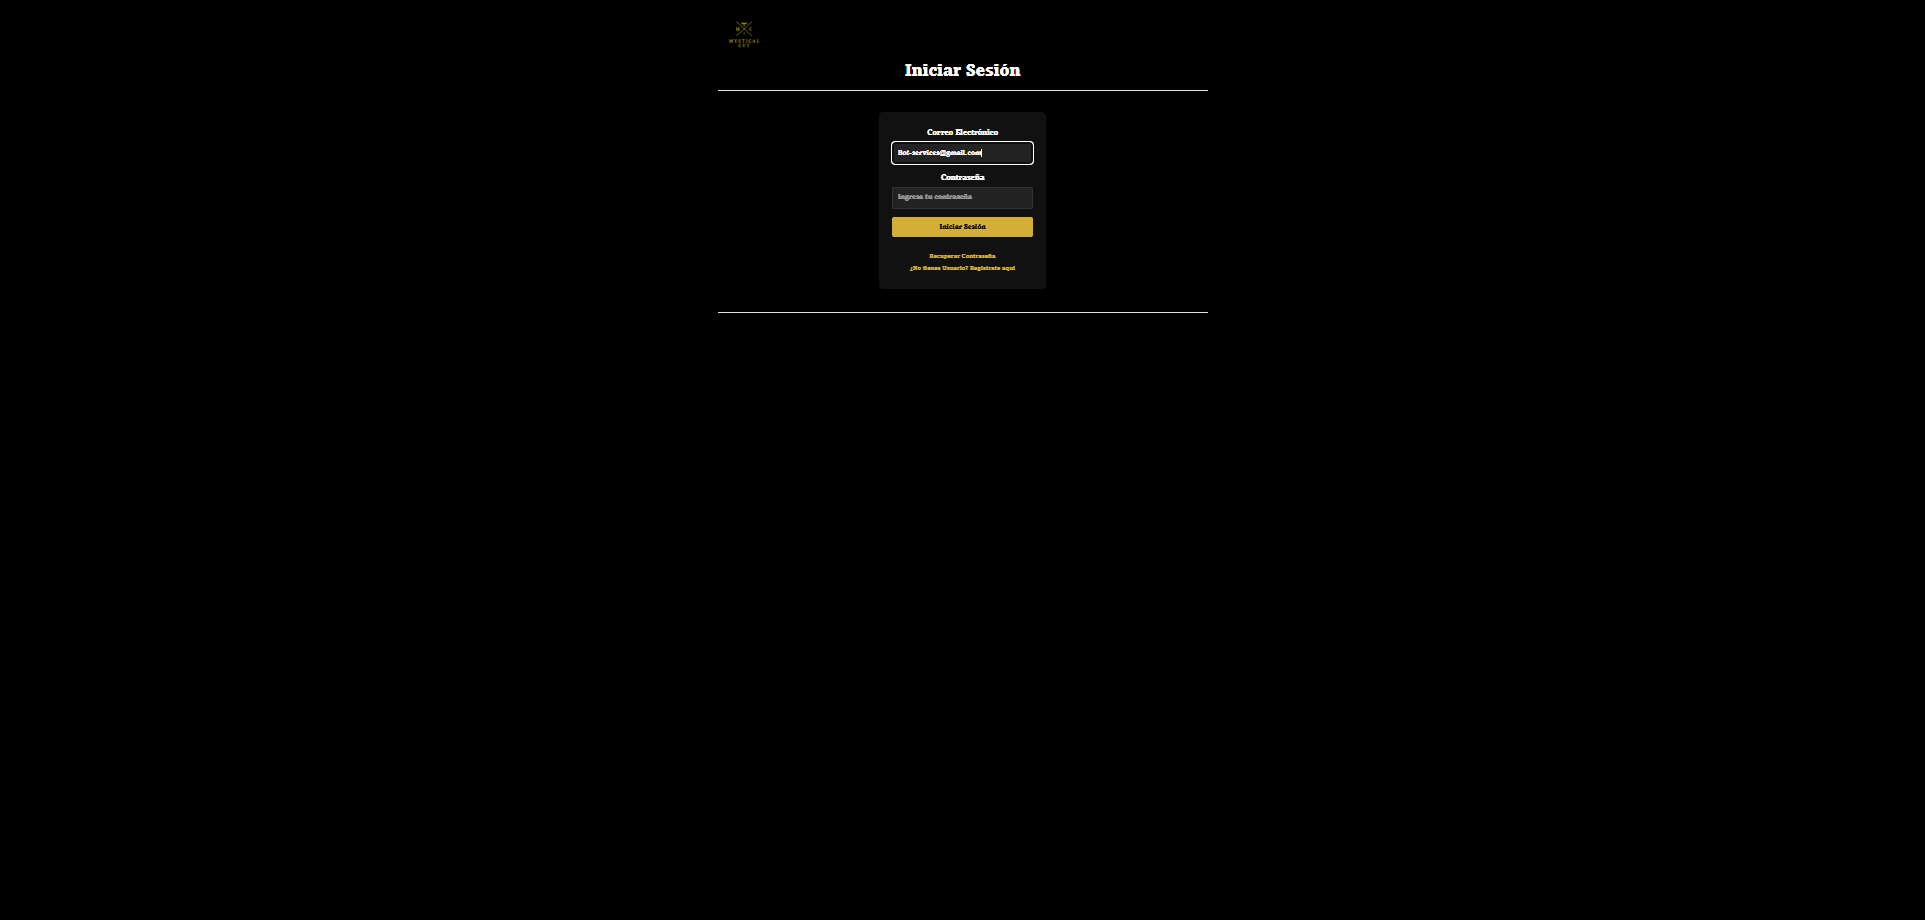 M C
MYSTICAL
CUT
Iniciar Sesión
Correo Electrónico
Bot-services@gmail.com
Contraseña
Ingresa tu contraseña
Iniciar Sesión
Recuperar Contraseña
¿No tienes Usuario? Registrate aquí